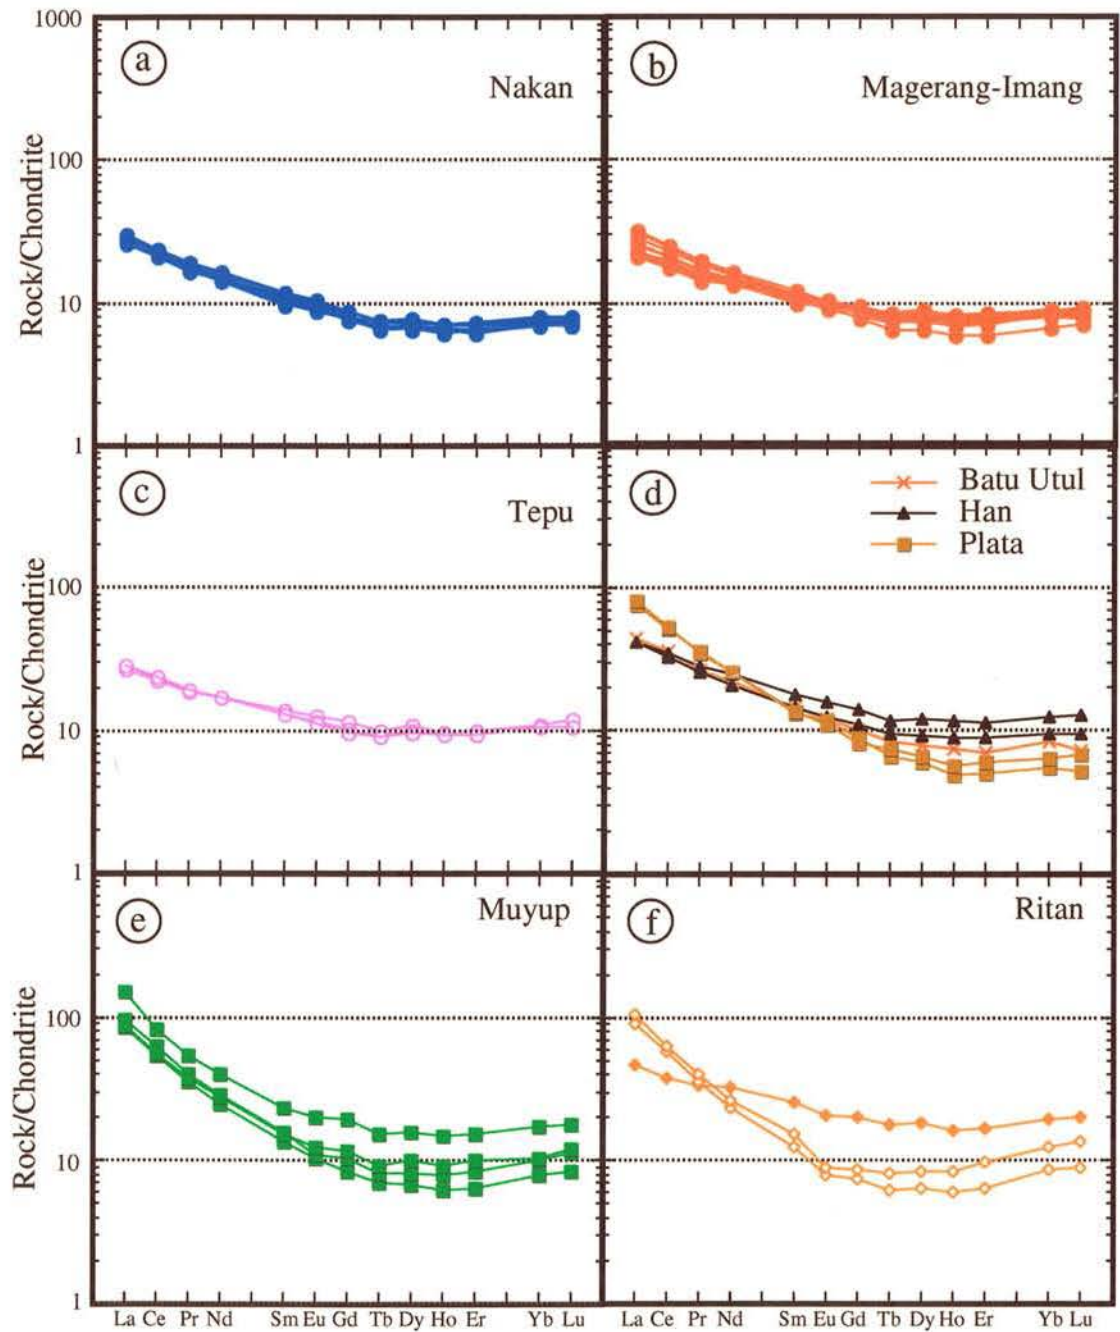 1000
a
Nakan
b
Magerang-Imang
100
10
1
Rock/Chondrite
c
Tepu
d
Batu Utul
Han
Plata
100
10
1
Rock/Chondrite
e
Muyup
f
Ritan
100
10
1
Rock/Chondrite
La Ce Pr Nd Sm Eu Gd Tb Dy Ho Er Yb Lu
La Ce Pr Nd Sm Eu Gd Tb Dy Ho Er Yb Lu